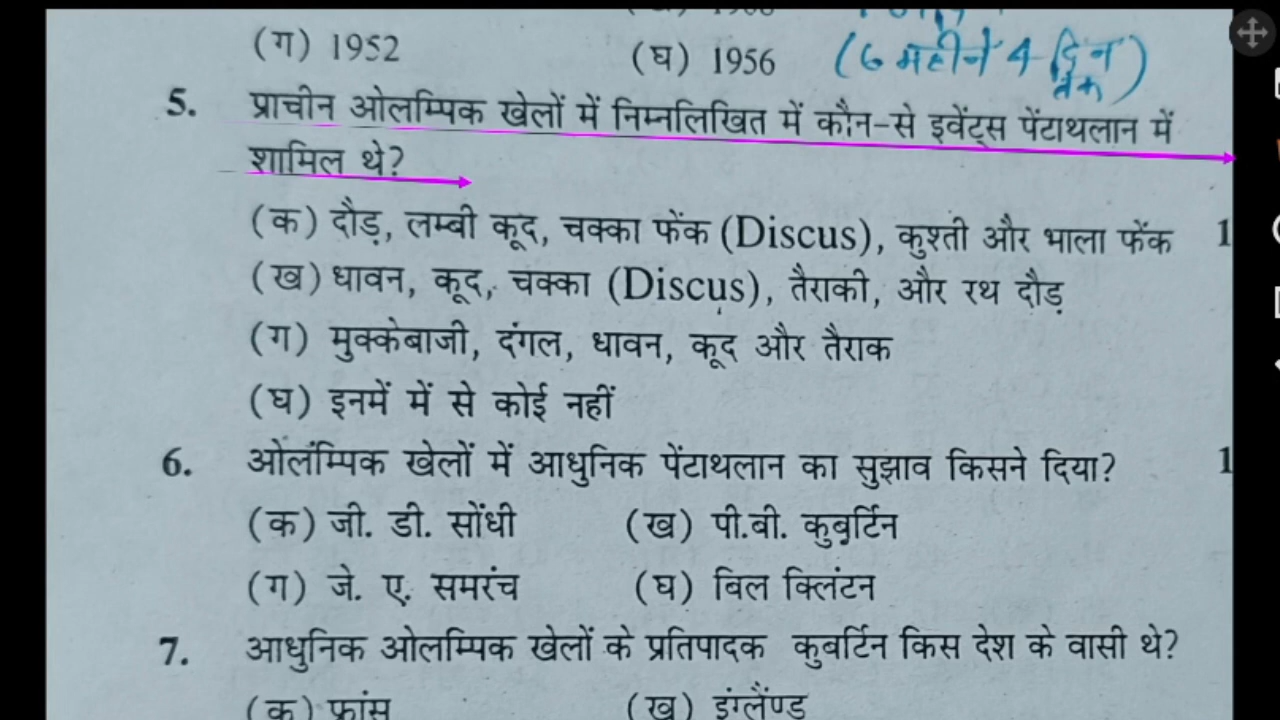 (ग) 1952 (घ) 1956 (6 महीने 4 दिन तक)
5. प्राचीन ओलम्पिक खेलों में निम्नलिखित में कौन-से इवेंट्स पेंटाथलान में
शामिल थे?
(क) दौड़, लम्बी कूद, चक्का फेंक (Discus), कुश्ती और भाला फेंक 1
(ख) धावन, कूद, चक्का (Discus), तैराकी, और रथ दौड़
(ग) मुक्केबाजी, दंगल, धावन, कूद और तैराक
(घ) इनमें में से कोई नहीं
6. ओलंम्पिक खेलों में आधुनिक पेंटाथलान का सुझाव किसने दिया? 1
(क) जी. डी. सोंधी (ख) पी.बी. कुबर्टिन
(ग) जे. ए. समरंच (घ) विल क्लिंटन
7. आधुनिक ओलम्पिक खेलों के प्रतिपादक कुवर्टिन किस देश के वासी थे?
(क) फ्रांस (ख) इंग्लैंण्ड